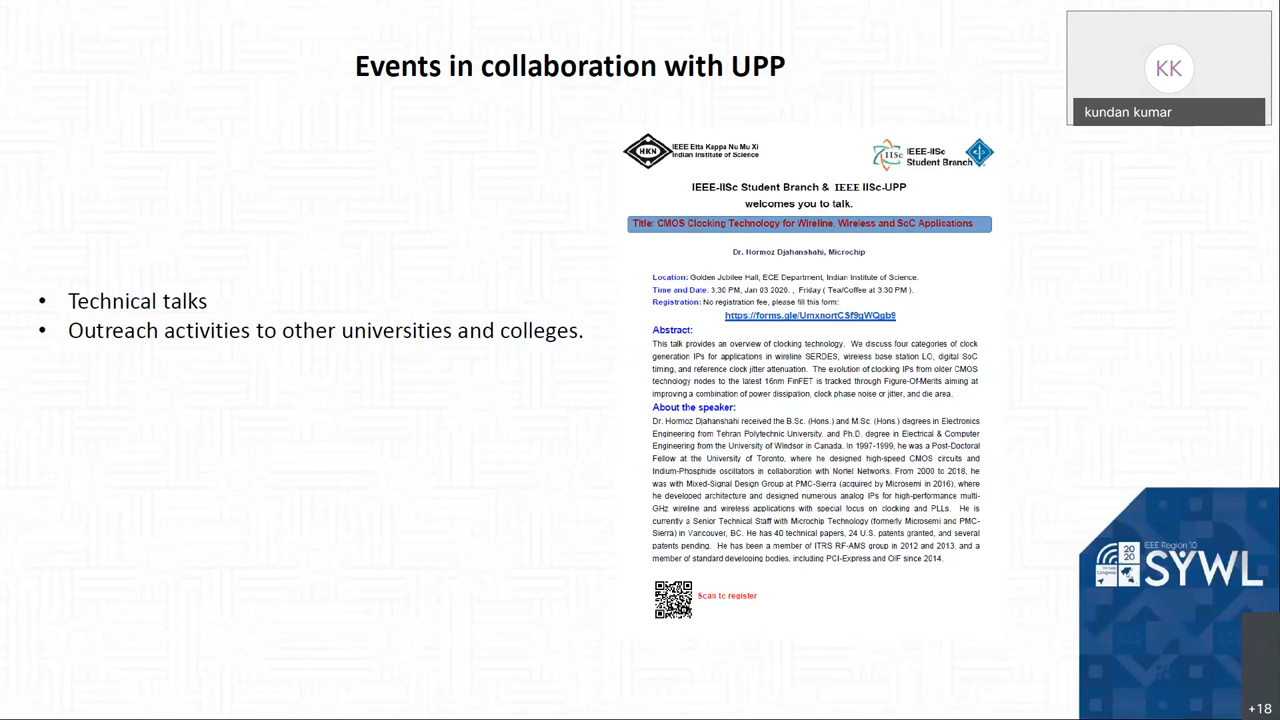 Events in collaboration with UPP
KK
kundan kumar
HKN
IEEE Etta Kappa Nu Mu Xi
Indian Institute of Science
IISc
IEEE-IISc
Student Branch
IEEE-IISc Student Branch & IEEE IISc-UPP
welcomes you to talk.
Title: CMOS Clocking Technology for Wireline, Wireless and SoC Applications
Dr. Hormoz Djahanshahi, Microchip
Location: Golden Jubilee Hall, ECE Department, Indian Institute of Science.
Time and Date: 3.30 PM, Jan 03 2020. , Friday ( Tea/Coffee at 3.30 PM ).
Registration: No registration fee, please fill this form:
https://forms.gle/UmxnortCSf9gWQgb9
Abstract:
This talk provides an overview of clocking technology. We discuss four categories of clock
generation IPs for applications in wireline SERDES, wireless base station LO, digital SoC
timing, and reference clock jitter attenuation. The evolution of clocking IPs from older CMOS
technology nodes to the latest 16nm FinFET is tracked through Figure-Of-Merits aiming at
improving a combination of power dissipation, clock phase noise or jitter, and die area.
About the speaker:
Dr. Hormoz Djahanshahi received the B.Sc. (Hons.) and M.Sc. (Hons.) degrees in Electronics
Engineering from Tehran Polytechnic University, and Ph.D. degree in Electrical & Computer
Engineering from the University of Windsor in Canada. In 1997-1999, he was a Post-Doctoral
Fellow at the University of Toronto, where he designed high-speed CMOS circuits and
Indium-Phosphide oscillators in collaboration with Nortel Networks. From 2000 to 2018, he
was with Mixed-Signal Design Group at PMC-Sierra (acquired by Microsemi in 2016), where
he developed architecture and designed numerous analog IPs for high-performance multi-
GHz wireline and wireless applications with special focus on clocking and PLLs. He is
currently a Senior Technical Staff with Microchip Technology (formerly Microsemi and PMC-
Sierra) in Vancouver, BC. He has 40 technical papers, 24 U.S. patents granted, and several
patents pending. He has been a member of ITRS RF-AMS group in 2012 and 2013, and a
member of standard developing bodies, including PCI-Express and OIF since 2014.
Scan to register
• Technical talks
• Outreach activities to other universities and colleges.
IEEE Region 10
2020
SYWL
+18